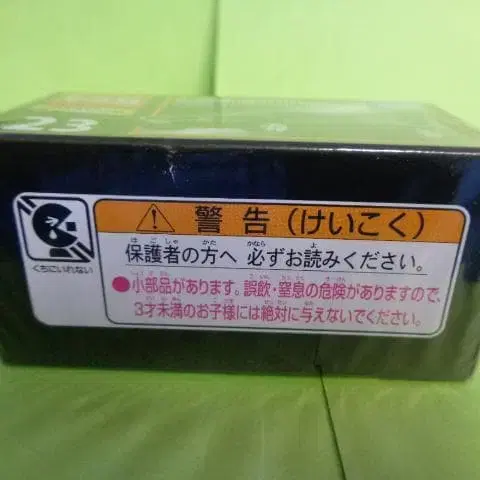 23
⚠警告(けいこく)
保護者の方へ 必ずお読みください。
●小部品があります。誤飲・窒息の危険がありますので、
3才未満のお子様には絶対に与えないでください。
くちにいれない